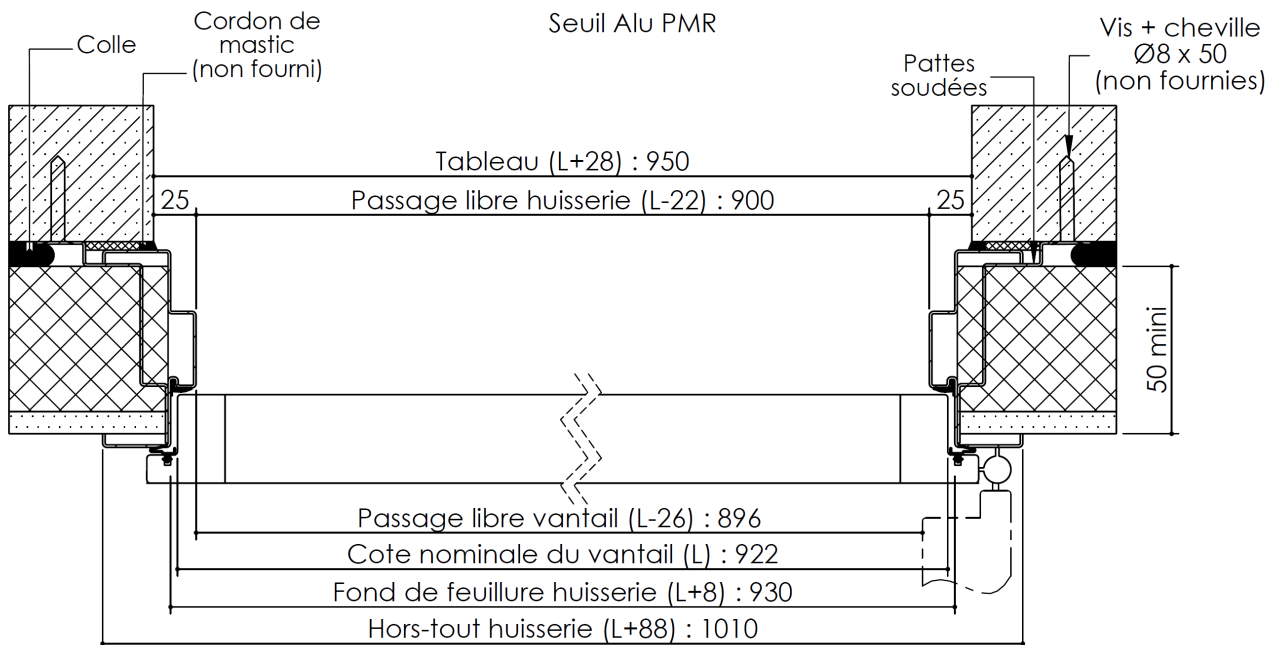 Seuil Alu PMR
Colle
Cordon de
mastic
(non fourni)
Pattes
soudées
Vis + cheville
Ø8 x 50
(non fournies)
Tableau (L+28) : 950
25
Passage libre huisserie (L-22) : 900
25
50 mini
Passage libre vantail (L-26) : 896
Cote nominale du vantail (L) : 922
Fond de feuillure huisserie (L+8) : 930
Hors-tout huisserie (L+88) : 1010